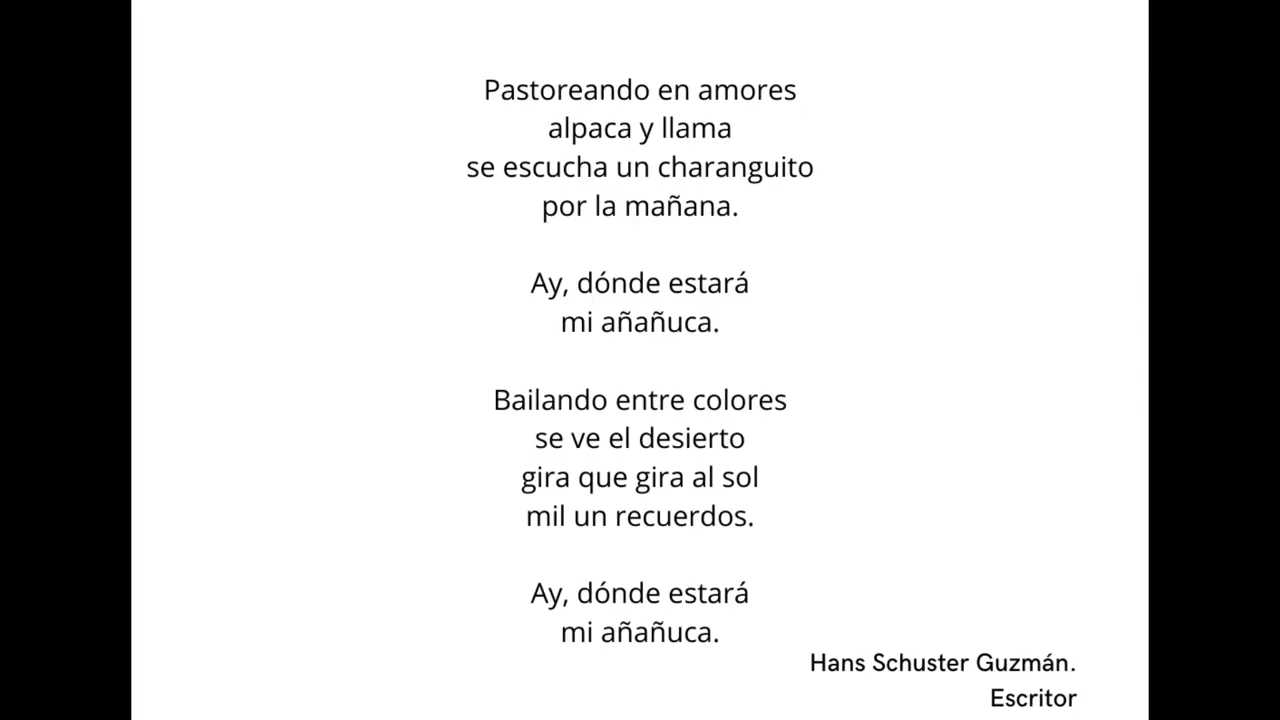 Pastoreando en amores
alpaca y llama
se escucha un charanguito
por la mañana.
Ay, dónde estará
mi añañuca.
Bailando entre colores
se ve el desierto
gira que gira al sol
mil un recuerdos.
Ay, dónde estará
mi añañuca.
Hans Schuster Guzmán.
Escritor